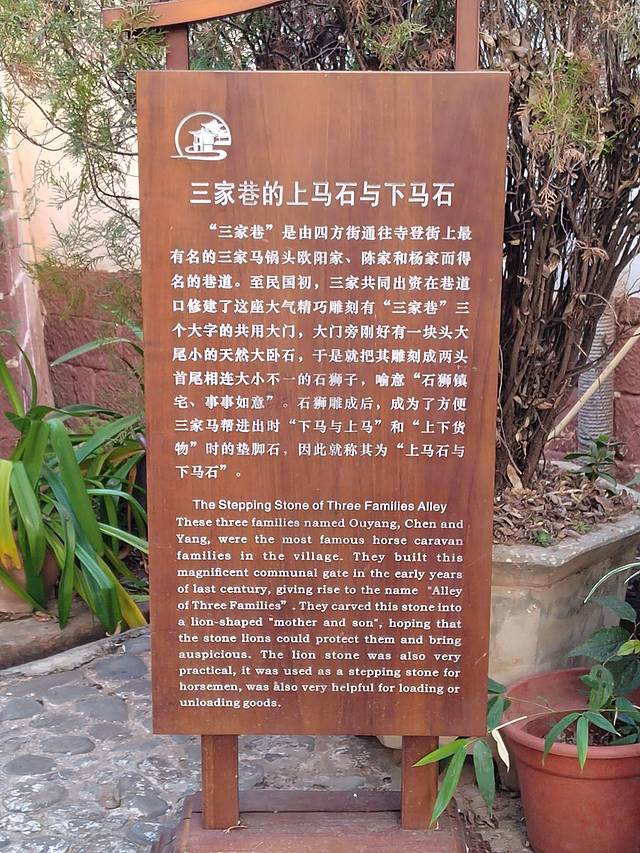 三家巷的上马石与下马石
“三家巷”是由四方街通往寺登街上最
有名的三家马锅头欧阳家、陈家和杨家而得
名的巷道。至民国初，三家共同出资在巷道
口修建了这座大气精巧雕刻有“三家巷”三
个大字的共用大门，大门旁刚好有一块头大
尾小的天然大卧石，于是就把其雕刻成两头
首尾相连大小不一的石狮子，喻意“石狮镇
宅、事事如意”。石狮雕成后，成为了方便
三家马帮进出时“下马与上马”和“上下货
物”时的垫脚石，因此就称其为“上马石与
下马石”。
The Stepping Stone of Three Families Alley
These three families named Ouyang, Chen and
Yang, were the most famous horse caravan
families in the village. They built this
magnificent communal gate in the early years
of last century, giving rise to the name "Alley
of Three Families”. They carved this stone into
a lion-shaped "mother and son", hoping that
the stone lions could protect them and bring
auspicious. The lion stone was also very
practical, it was used as a stepping stone for
horsemen, was also very helpful for loading or
unloading goods.